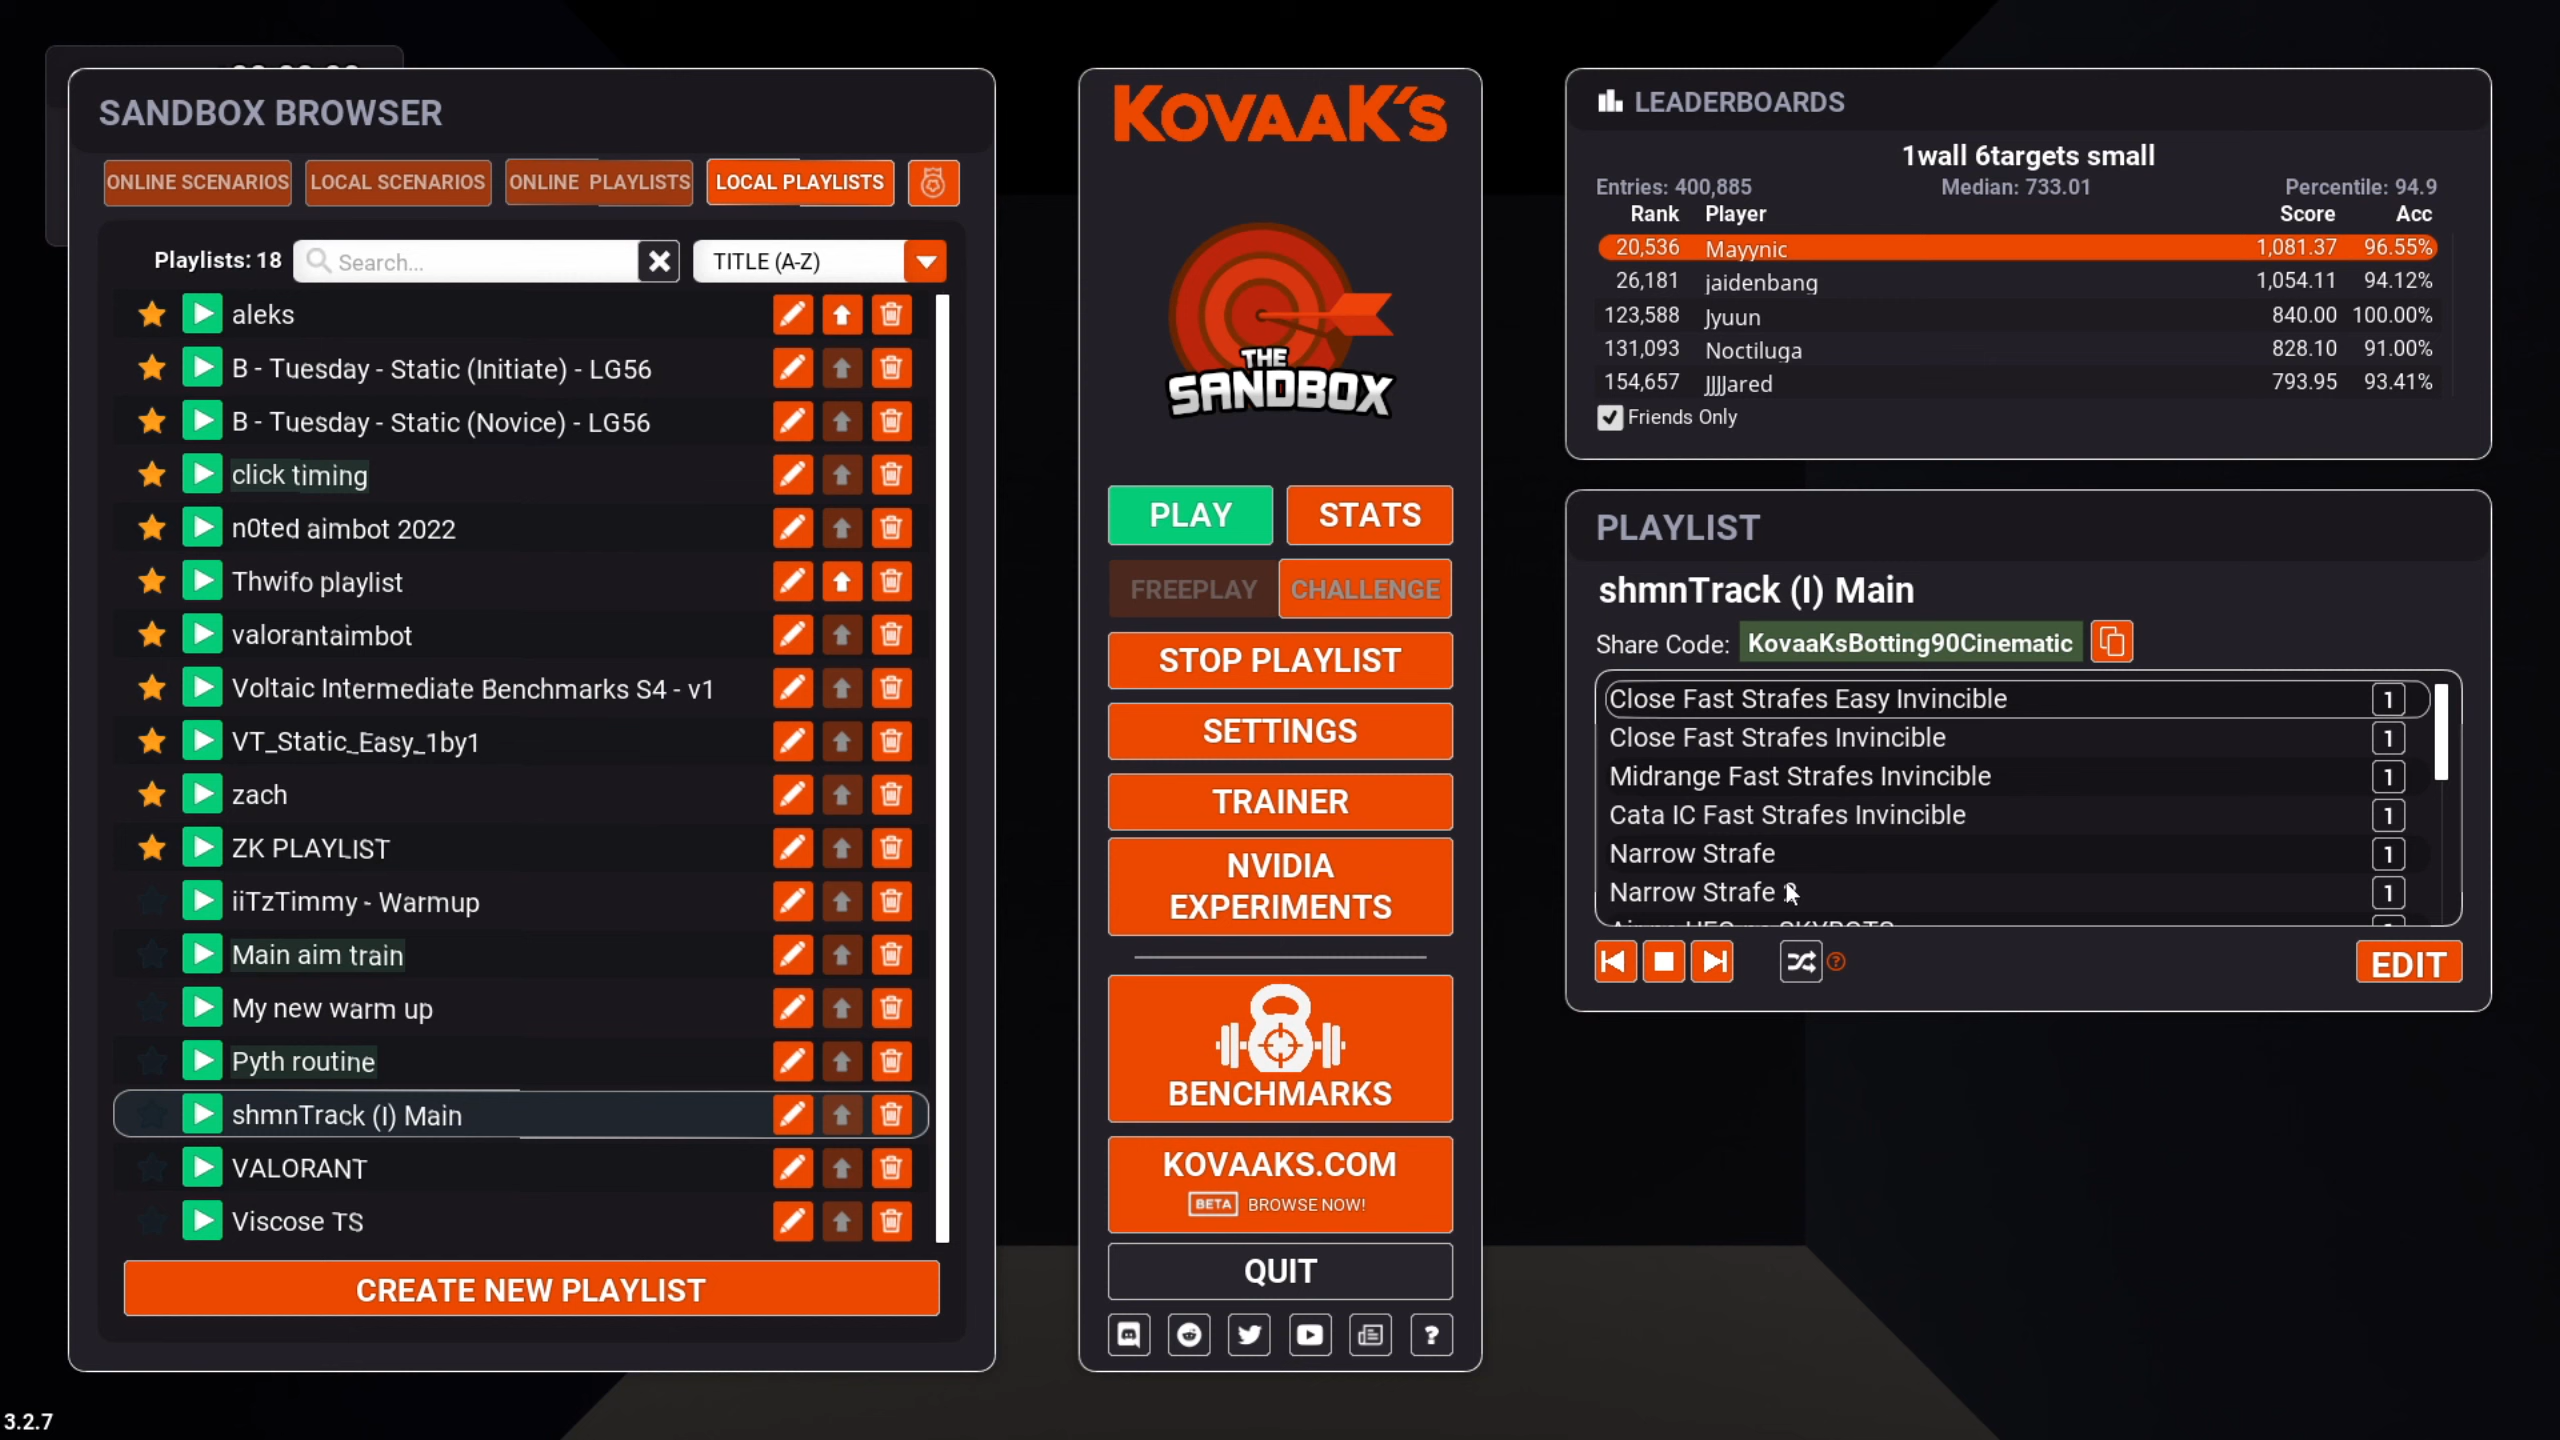 SANDBOX BROWSER
ONLINE SCENARIOS LOCAL SCENARIOS ONLINE PLAYLISTS LOCAL PLAYLISTS
Playlists: 18 Search... TITLE (A-Z)
aleks
B - Tuesday - Static (Initiate) - LG56
B - Tuesday - Static (Novice) - LG56
click timing
n0ted aimbot 2022
Thwifo playlist
valorantaimbot
Voltaic Intermediate Benchmarks S4 - v1
VT_Static_Easy_1by1
zach
ZK PLAYLIST
iiTzTimmy - Warmup
Main aim train
My new warm up
Pyth routine
shmnTrack (I) Main
VALORANT
Viscose TS
CREATE NEW PLAYLIST
3.2.7
KOVAAK'S
THE
SANDBOX
PLAY STATS
FREEPLAY CHALLENGE
STOP PLAYLIST
SETTINGS
TRAINER
NVIDIA
EXPERIMENTS
BENCHMARKS
KOVAAKS.COM
BETA BROWSE NOW!
QUIT
?
LEADERBOARDS
1wall 6targets small
Entries: 400,885 Median: 733.01 Percentile: 94.9
Rank Player Score Acc
20,536 Mayynic 1,081.37 96.55%
26,181 jaidenbang 1,054.11 94.12%
123,588 Jyuun 840.00 100.00%
131,093 Noctiluga 828.10 91.00%
154,657 JJJJared 793.95 93.41%
Friends Only
PLAYLIST
shmnTrack (I) Main
Share Code: KovaaKsBotting90Cinematic
Close Fast Strafes Easy Invincible 1
Close Fast Strafes Invincible 1
Midrange Fast Strafes Invincible 1
Cata IC Fast Strafes Invincible 1
Narrow Strafe 1
Narrow Strafe 1
? EDIT